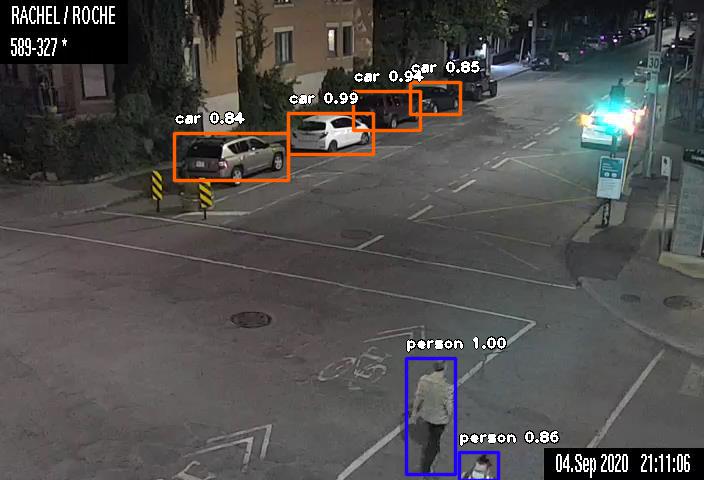 RACHEL / ROCHE
589-327 *
car 0.85
car 0.94
car 0.99
car 0.84
30
person 1.00
person 0.86
04.Sep 2020 21:11:06